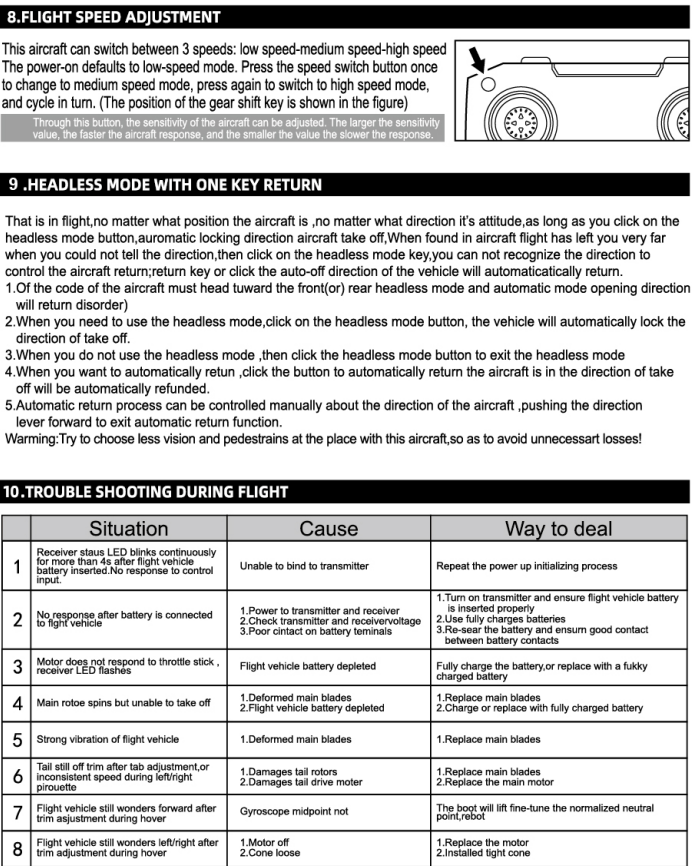 8.FLIGHT SPEED ADJUSTMENT
This aircraft can switch between 3 speeds: low speed-medium speed-high speed
The power-on defaults to low-speed mode. Press the speed switch button once
to change to medium speed mode, press again to switch to high speed mode,
and cycle in turn. (The position of the gear shift key is shown in the figure)
Through this button, the sensitivity of the aircraft can be adjusted. The larger the sensitivity
value, the faster the aircraft response, and the smaller the value the slower the response.
9 .HEADLESS MODE WITH ONE KEY RETURN
That is in flight,no matter what position the aircraft is ,no matter what direction it's attitude,as long as you click on the
headless mode button,auromatic locking direction aircraft take off,When found in aircraft flight has left you very far
when you could not tell the direction,then click on the headless mode key,you can not recognize the direction to
control the aircraft return;return key or click the auto-off direction of the vehicle will automaticatically return.
1.Of the code of the aircraft must head tuward the front(or) rear headless mode and automatic mode opening direction
will return disorder)
2.When you need to use the headless mode,click on the headless mode button, the vehicle will automatically lock the
direction of take off.
3.When you do not use the headless mode ,then click the headless mode button to exit the headless mode
4.When you want to automatically retun ,click the button to automatically return the aircraft is in the direction of take
off will be automatically refunded.
5.Automatic return process can be controlled manually about the direction of the aircraft ,pushing the direction
lever forward to exit automatic return function.
Warming:Try to choose less vision and pedestrains at the place with this aircraft,so as to avoid unnecessart losses!
10.TROUBLE SHOOTING DURING FLIGHT
Situation
Cause
Way to deal
1
Receiver staus LED blinks continuously
for more than 4s after flight vehicle
battery inserted.No response to control
input.
Unable to bind to transmitter
Repeat the power up initializing process
2
No response after battery is connected
to fight vehicle
1.Power to transmitter and receiver
2.Check transmitter and receivervoltage
3.Poor cintact on battery teminals
1.Turn on transmitter and ensure flight vehicle battery
is inserted properly
2.Use fully charges batteries
3.Re-sear the battery and ensurn good contact
between battery contacts
3
Motor does not respond to throttle stick ,
receiver LED flashes
Flight vehicle battery depleted
Fully charge the battery,or replace with a fukky
charged battery
4
Main rotoe spins but unable to take off
1.Deformed main blades
2.Flight vehicle battery depleted
1.Replace main blades
2.Charge or replace with fully charged battery
5
Strong vibration of flight vehicle
1.Deformed main blades
1.Replace main blades
6
Tail still off trim after tab adjustment,or
inconsistent speed during left/right
pirouette
1.Damages tail rotors
2.Damages tail drive moter
1.Replace main blades
2.Replace the main motor
7
Flight vehicle still wonders forward after
trim asjustment during hover
Gyroscope midpoint not
The boot will lift fine-tune the normalized neutral
point,rebot
8
Flight vehicle still wonders left/right after
trim adjustment during hover
1.Motor off
2.Cone loose
1.Replace the motor
2.Installed tight cone